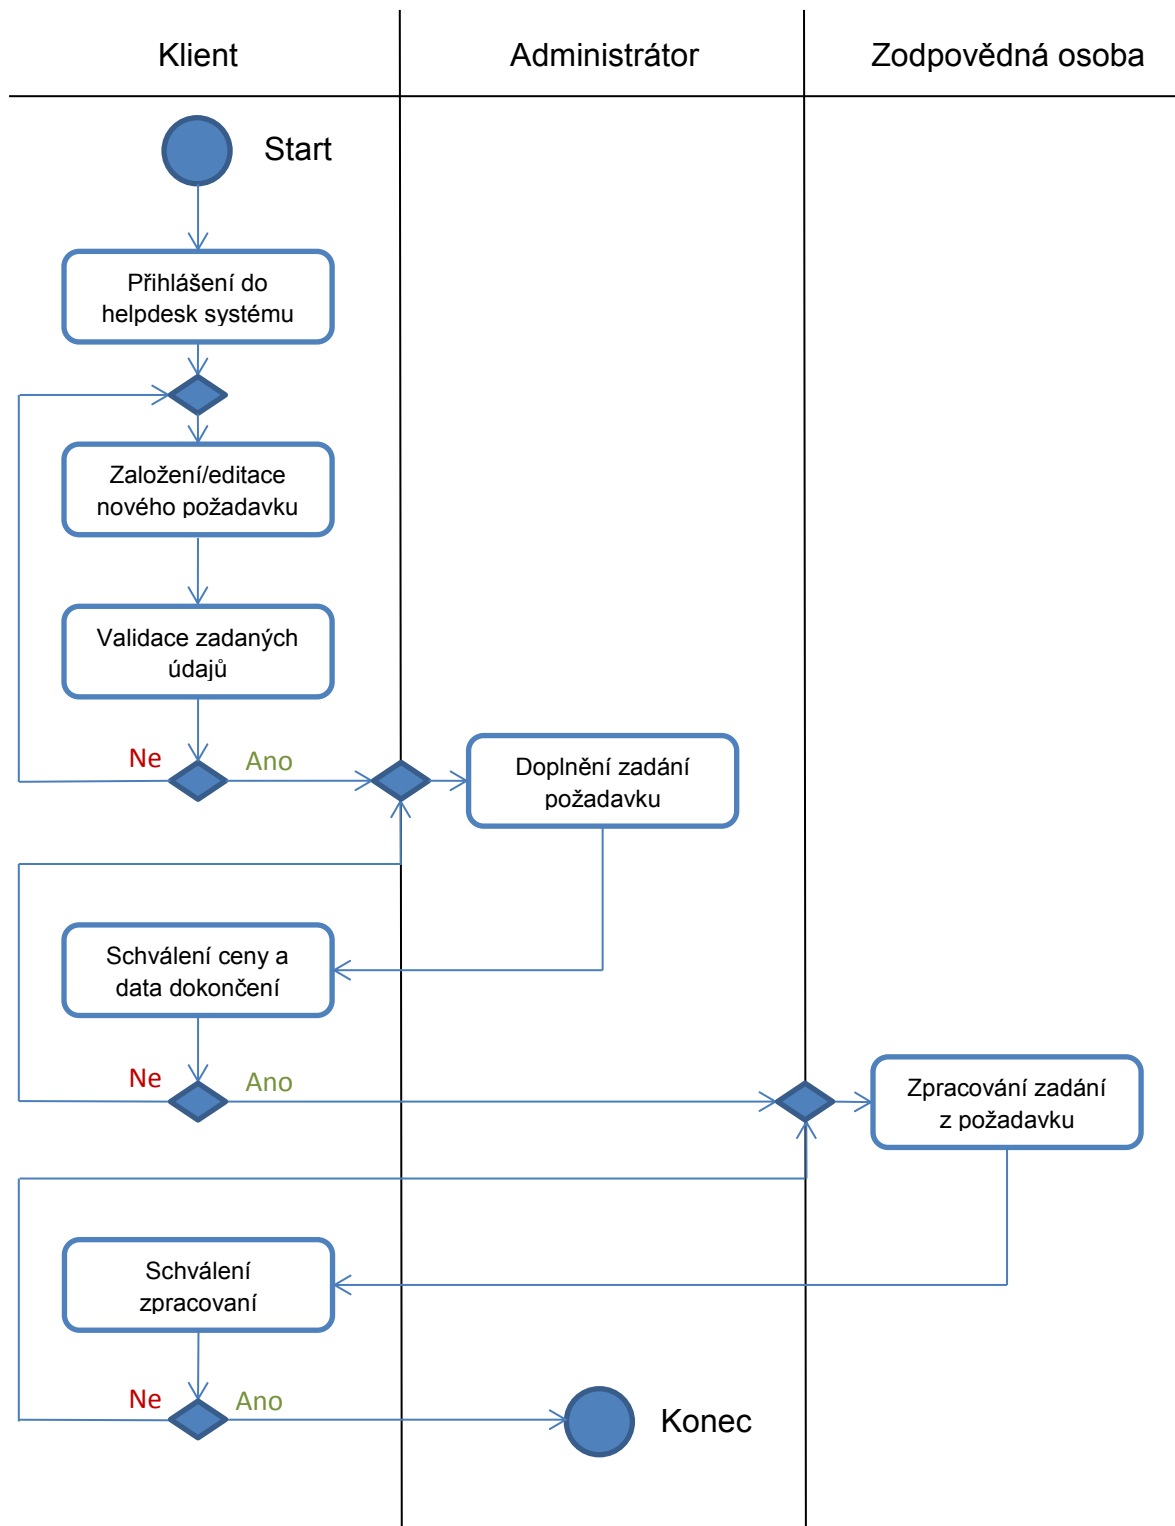 Klient
Administrátor
Zodpovědná osoba
Start
Přihlášení do
helpdesk systému
Založení/editace
nového požadavku
Validace zadaných
údajů
Ne
Ano
Doplnění zadání
požadavku
Schválení ceny a
data dokončení
Ne
Ano
Zpracování zadání
z požadavku
Schválení
zpracovaní
Ne
Ano
Konec